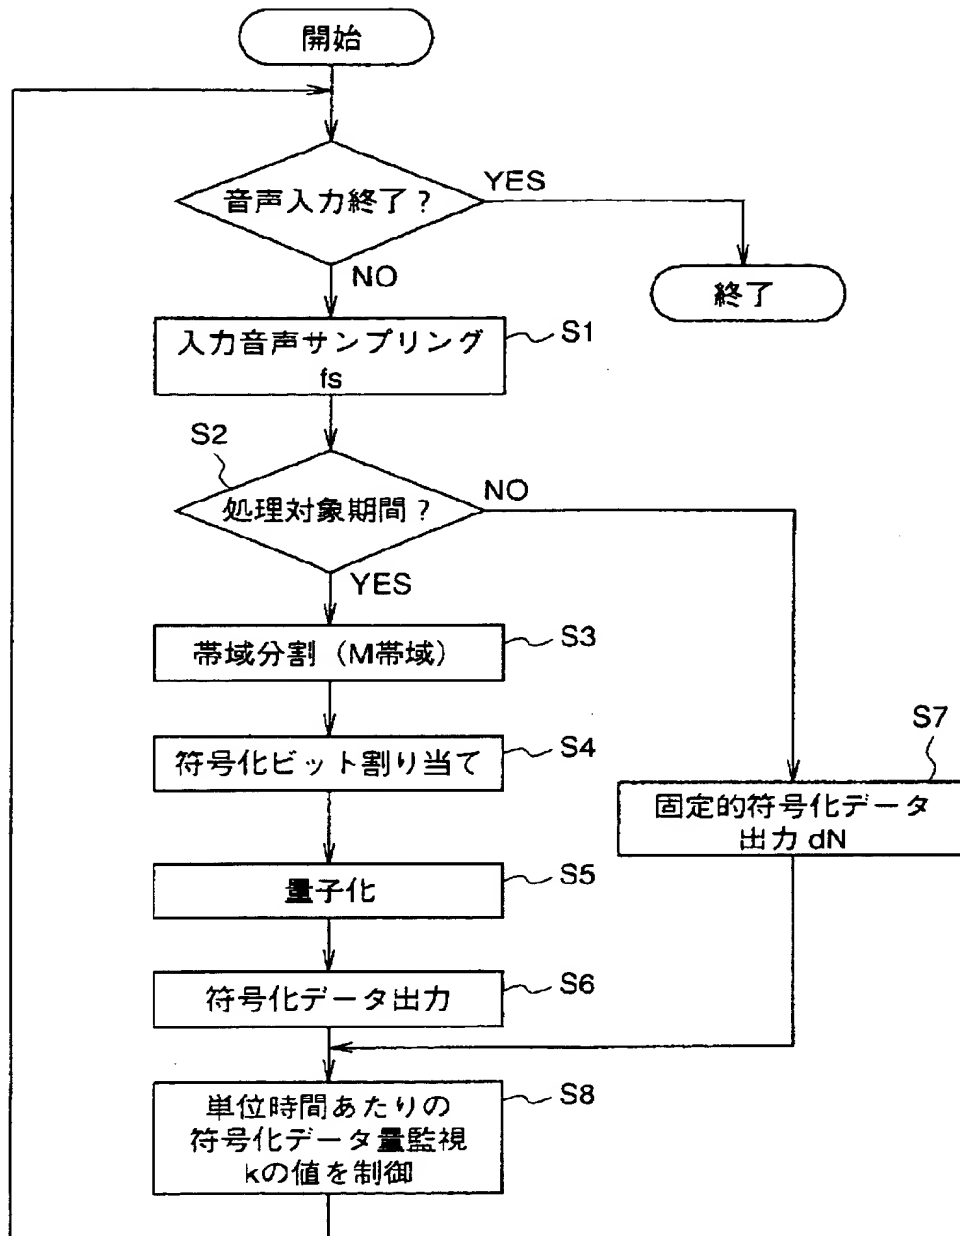 開始
音声入力終了？
YES
NO
終了
入力音声サンプリング
fs
S1
S2
処理対象期間？
NO
YES
帯域分割（M帯域）
S3
符号化ビット割り当て
S4
S7
固定的符号化データ
出力 dN
量子化
S5
符号化データ出力
S6
単位時間あたりの
符号化データ量監視
kの値を制御
S8